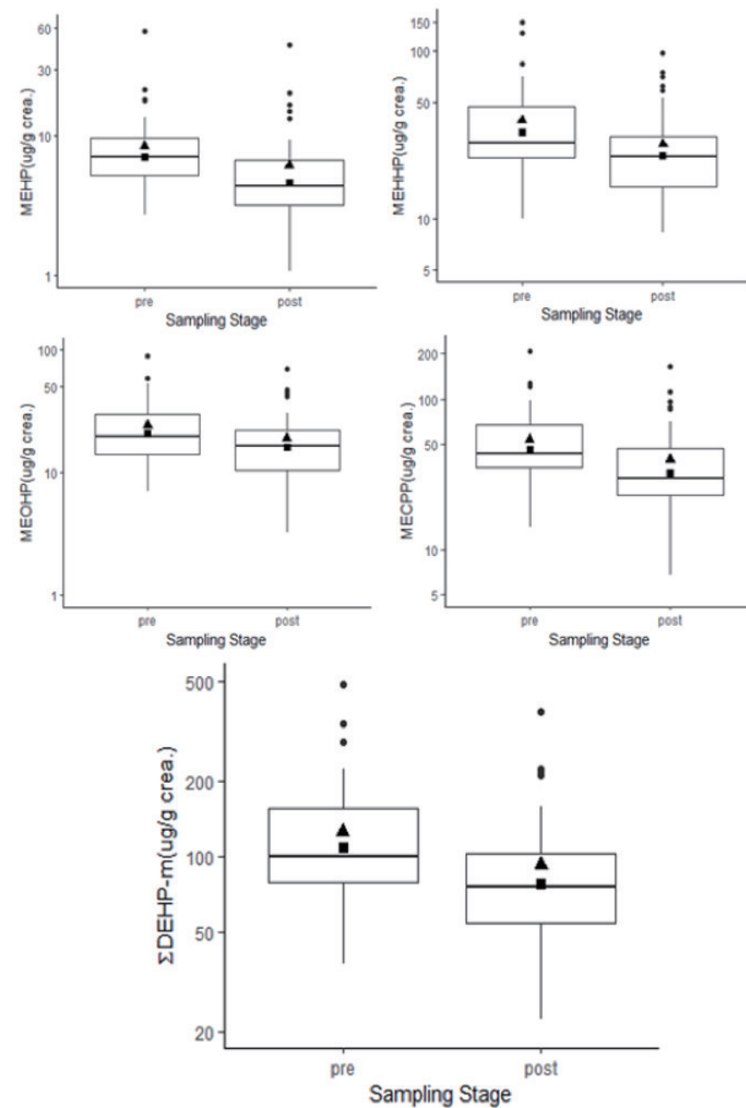 60
30
10
1
MEHP(ug/g crea.)
pre post
Sampling Stage
150
100
50
10
5
MEHHP(ug/g crea.)
pre post
Sampling Stage
100
50
10
1
MEOHP(ug/g crea.)
pre post
Sampling Stage
200
100
50
10
5
MECPP(ug/g crea.)
pre post
Sampling Stage
500
200
100
50
20
ΣDEHP-m(ug/g crea.)
pre post
Sampling Stage